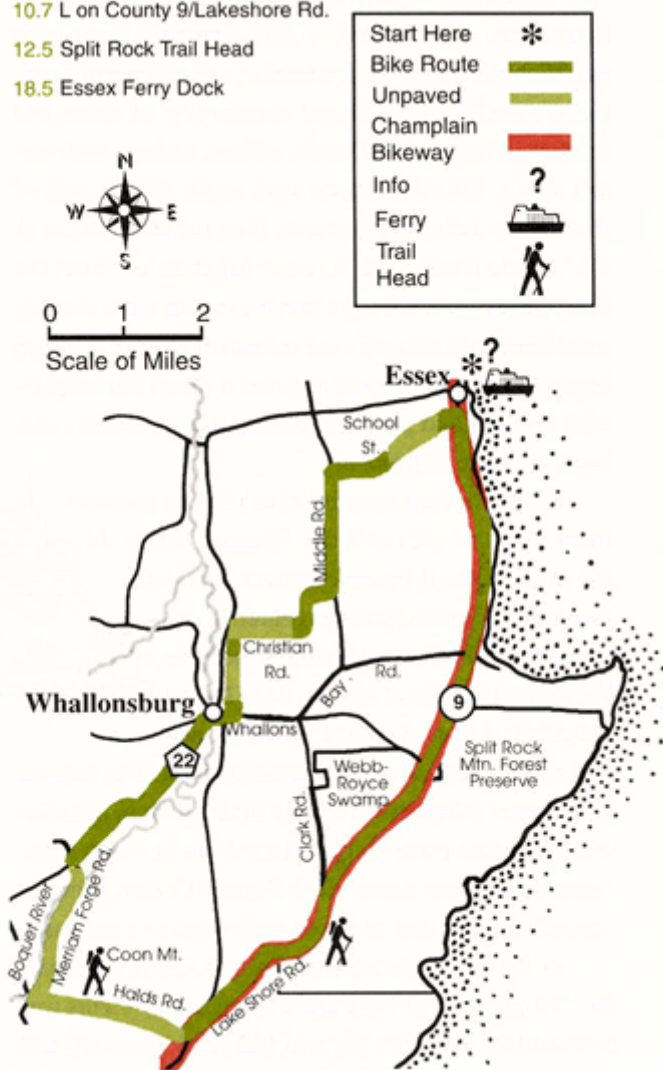 10.7 L on County 9/Lakeshore Rd.
12.5 Split Rock Trail Head
18.5 Essex Ferry Dock
Start Here *
Bike Route
Unpaved
Champlain
Bikeway
Info ?
Ferry
Trail
Head
N
W E
S
0 1 2
Scale of Miles
Essex * ?
School
St.
Middle Rd.
Christian
Rd.
Bay Rd.
Whallonsburg
Whallons
9
22
Split Rock
Mtn. Forest
Preserve
Webb-
Royce
Swamp
Clark Rd.
Boquet River
Merriam Forge Rd.
Coon Mt.
Halds Rd.
Lake Shore Rd.